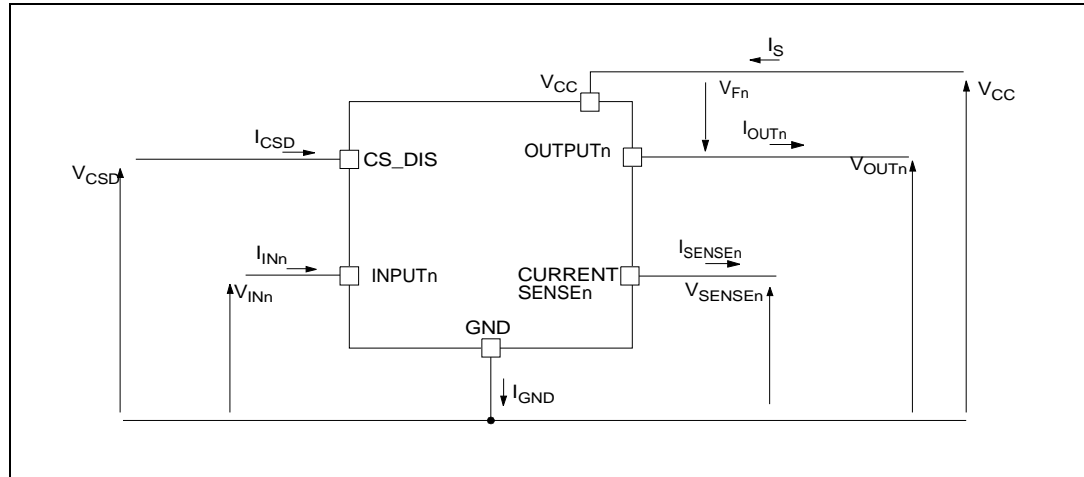 I_S
V_CC
V_Fn
V_CC
I_CSD
I_OUTn
CS_DIS
OUTPUTn
V_CSD
V_OUTn
I_INn
I_SENSEn
INPUTn
CURRENT
SENSEn
V_INn
V_SENSEn
GND
I_GND